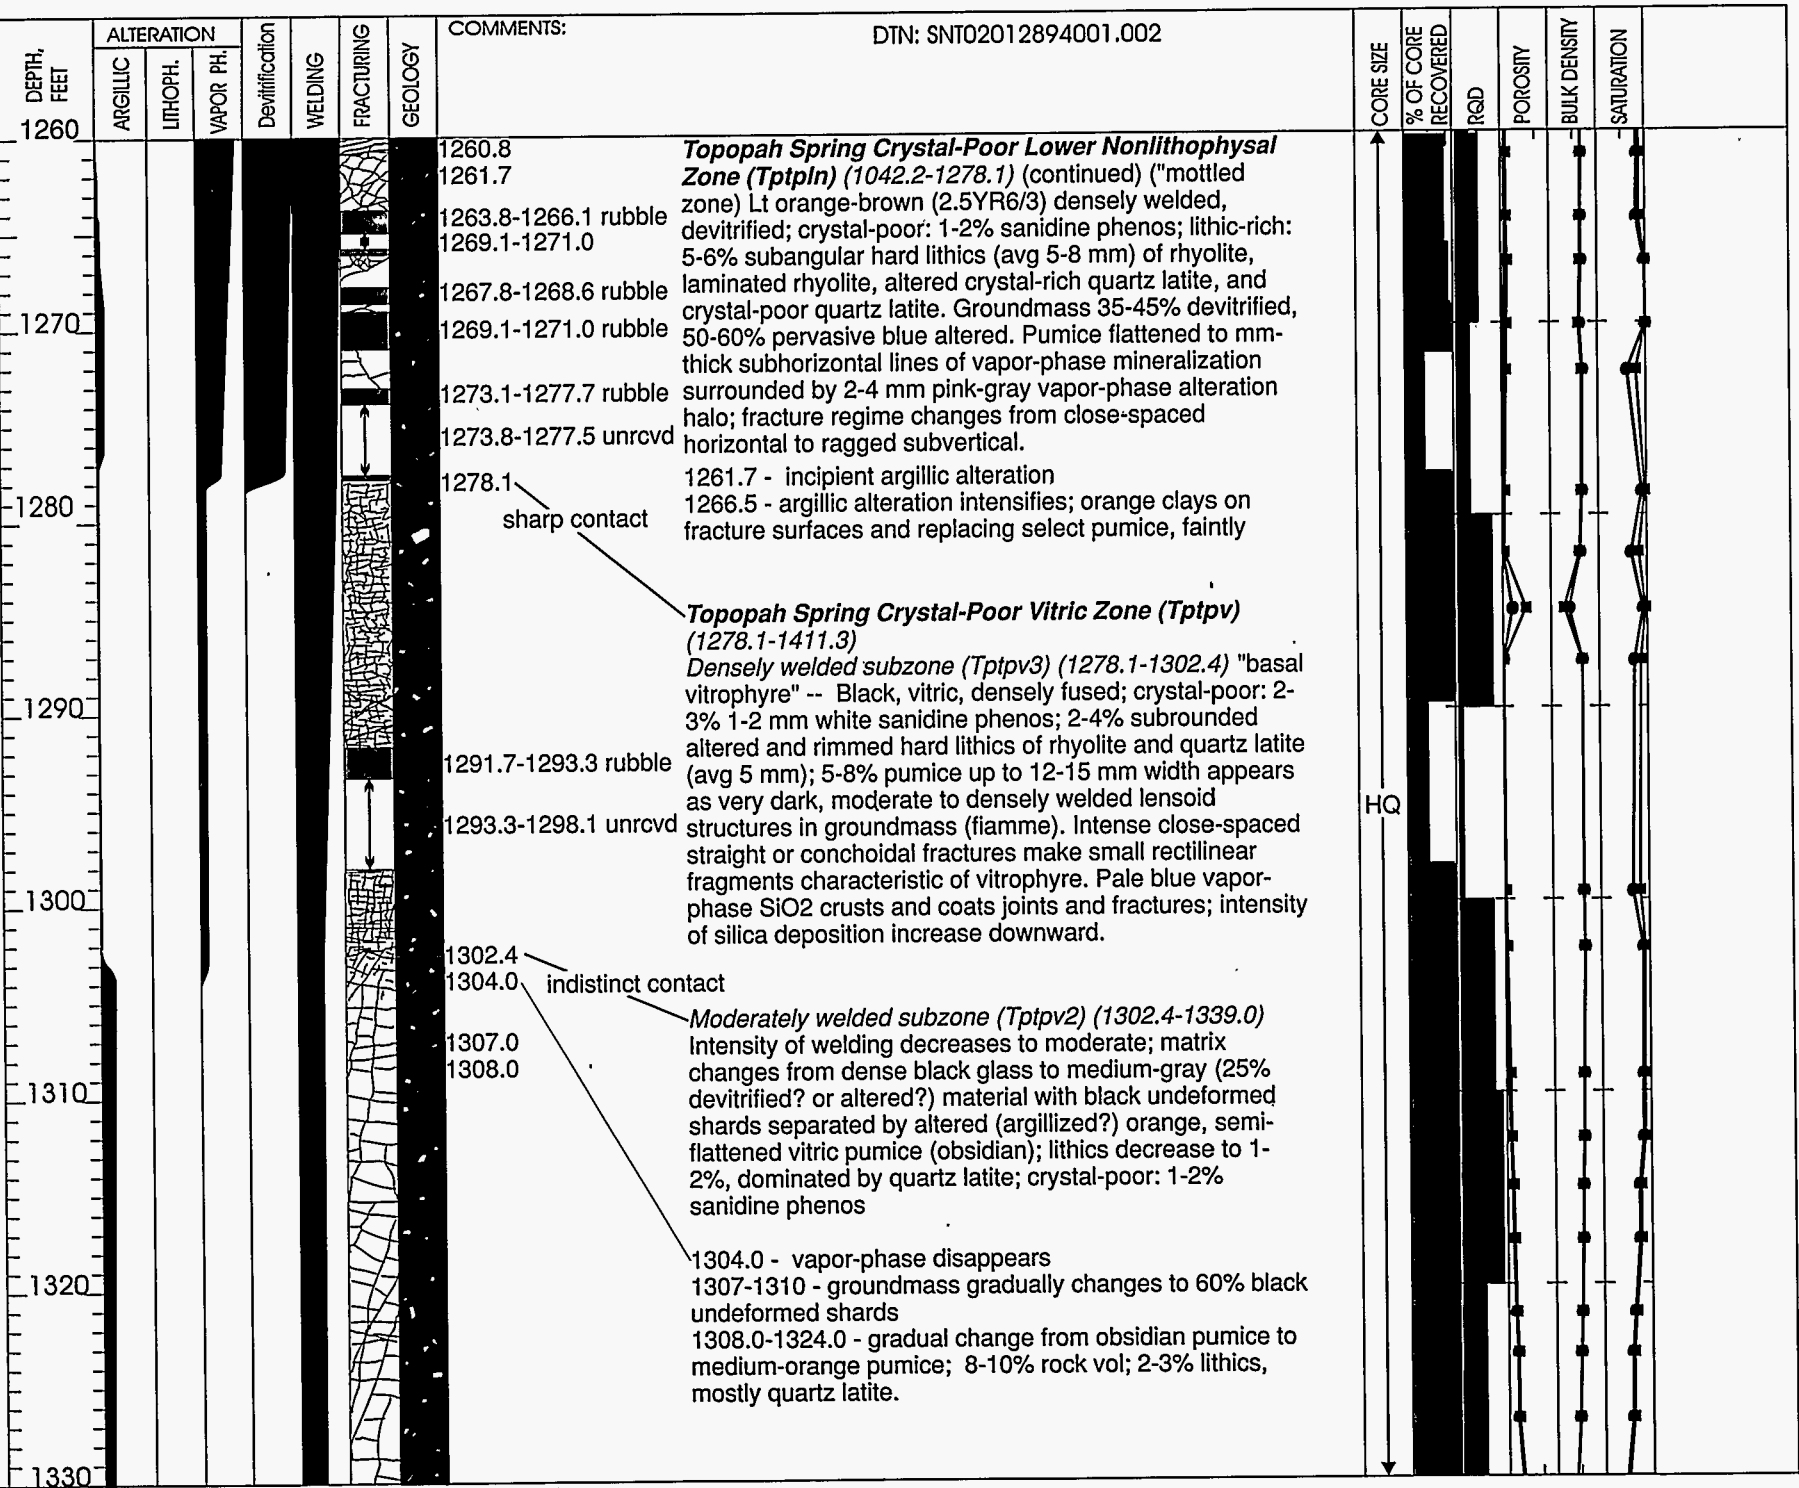 DEPTH, FEET
ALTERATION
ARGILLIC
LITHOPH.
VAPOR PH.
Devitrification
WELDING
FRACTURING
GEOLOGY
COMMENTS:
DTN: SNT02012894001.002
CORE SIZE
% OF CORE RECOVERED
RQD
POROSITY
BULK DENSITY
SATURATION
1260
1270
1280
1290
1300
1310
1320
1330
1260.8
1261.7
1263.8-1266.1 rubble
1269.1-1271.0
1267.8-1268.6 rubble
1269.1-1271.0 rubble
1273.1-1277.7 rubble
1273.8-1277.5 unrcvd
1278.1
sharp contact
1291.7-1293.3 rubble
1293.3-1298.1 unrcvd
1302.4
1304.0
indistinct contact
1307.0
1308.0
Topopah Spring Crystal-Poor Lower Nonlithophysal
Zone (Tptpln) (1042.2-1278.1) (continued) ("mottled
zone) Lt orange-brown (2.5YR6/3) densely welded,
devitrified; crystal-poor: 1-2% sanidine phenos; lithic-rich:
5-6% subangular hard lithics (avg 5-8 mm) of rhyolite,
laminated rhyolite, altered crystal-rich quartz latite, and
crystal-poor quartz latite. Groundmass 35-45% devitrified,
50-60% pervasive blue altered. Pumice flattened to mm-
thick subhorizontal lines of vapor-phase mineralization
surrounded by 2-4 mm pink-gray vapor-phase alteration
halo; fracture regime changes from close-spaced
horizontal to ragged subvertical.
1261.7 - incipient argillic alteration
1266.5 - argillic alteration intensifies; orange clays on
fracture surfaces and replacing select pumice, faintly
Topopah Spring Crystal-Poor Vitric Zone (Tptpv)
(1278.1-1411.3)
Densely welded subzone (Tptpv3) (1278.1-1302.4) "basal
vitrophyre" -- Black, vitric, densely fused; crystal-poor: 2-
3% 1-2 mm white sanidine phenos; 2-4% subrounded
altered and rimmed hard lithics of rhyolite and quartz latite
(avg 5 mm); 5-8% pumice up to 12-15 mm width appears
as very dark, moderate to densely welded lensoid
structures in groundmass (fiamme). Intense close-spaced
straight or conchoidal fractures make small rectilinear
fragments characteristic of vitrophyre. Pale blue vapor-
phase SiO2 crusts and coats joints and fractures; intensity
of silica deposition increase downward.
Moderately welded subzone (Tptpv2) (1302.4-1339.0)
Intensity of welding decreases to moderate; matrix
changes from dense black glass to medium-gray (25%
devitrified? or altered?) material with black undeformed
shards separated by altered (argillized?) orange, semi-
flattened vitric pumice (obsidian); lithics decrease to 1-
2%, dominated by quartz latite; crystal-poor: 1-2%
sanidine phenos
1304.0 - vapor-phase disappears
1307-1310 - groundmass gradually changes to 60% black
undeformed shards
1308.0-1324.0 - gradual change from obsidian pumice to
medium-orange pumice; 8-10% rock vol; 2-3% lithics,
mostly quartz latite.
HQ